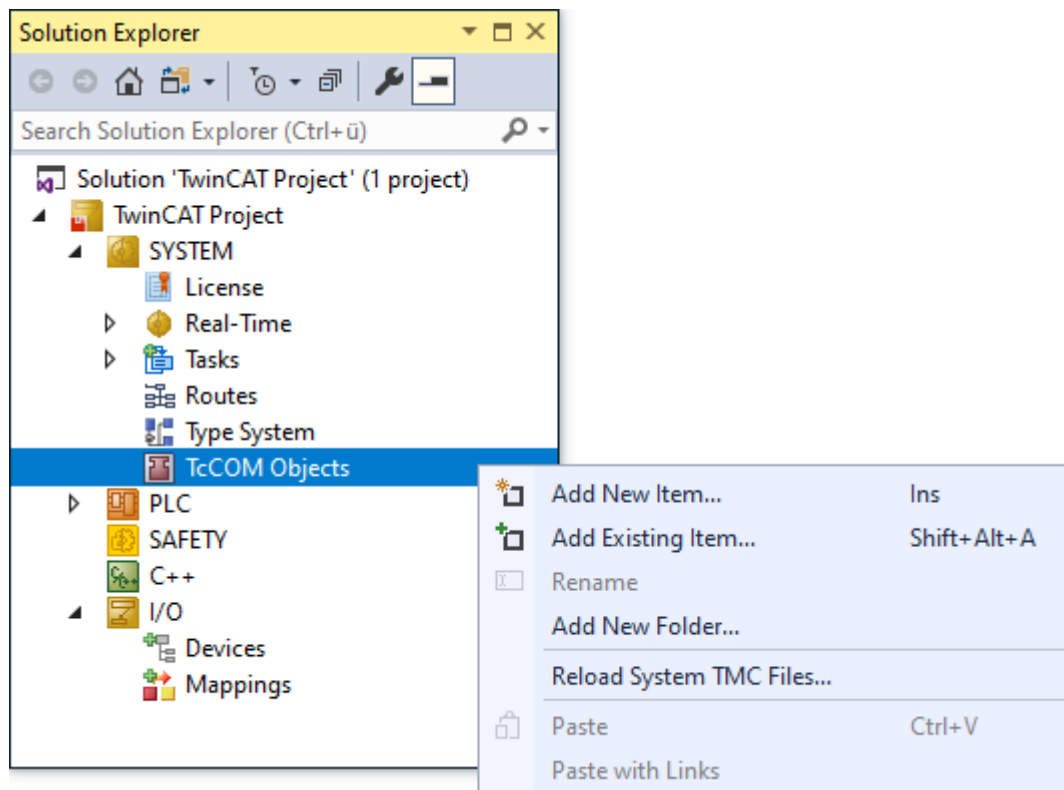 Solution Explorer
Search Solution Explorer (Ctrl+ü)
Solution 'TwinCAT Project' (1 project)
TwinCAT Project
SYSTEM
License
Real-Time
Tasks
Routes
Type System
TcCOM Objects
PLC
SAFETY
C++
I/O
Devices
Mappings
Add New Item... Ins
Add Existing Item... Shift+Alt+A
Rename
Add New Folder...
Reload System TMC Files...
Paste Ctrl+V
Paste with Links